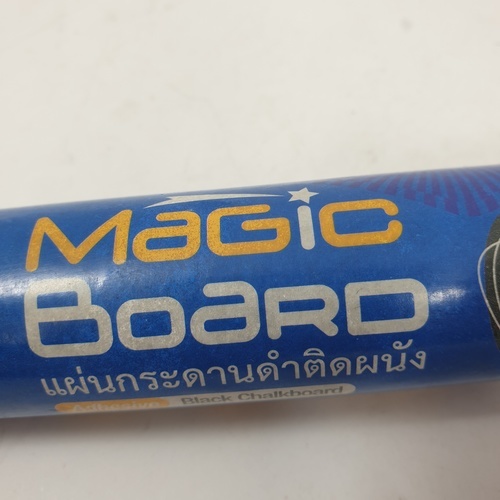 MaGic
BoaRD
แผ่นกระดานดำติดผนัง
Adhesive Black Chalkboard